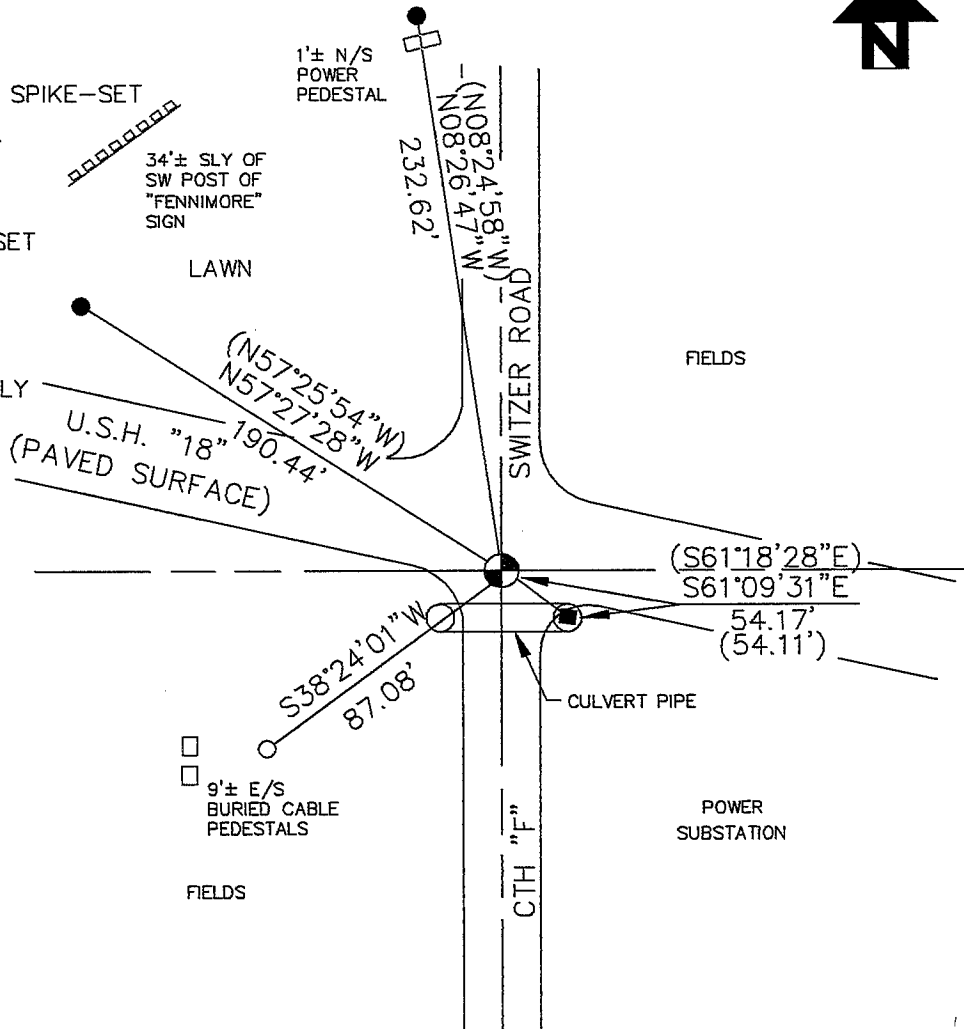 N
1'± N/S
POWER
PEDESTAL
SPIKE-SET
34'± SLY OF
SW POST OF
"FENNIMORE"
SIGN
SET
LAWN
(N08°24'58"W)
N08°26'47"W
232.62'
SWITZER ROAD
FIELDS
(N57°25'54"W)
N57°27'28"W
190.44'
LY
U.S.H. "18"
(PAVED SURFACE)
(S61°18'28"E)
S61°09'31"E
54.17'
(54.11')
S38°24'01"W
87.08'
CULVERT PIPE
9'± E/S
BURIED CABLE
PEDESTALS
CTH "F"
POWER
SUBSTATION
FIELDS